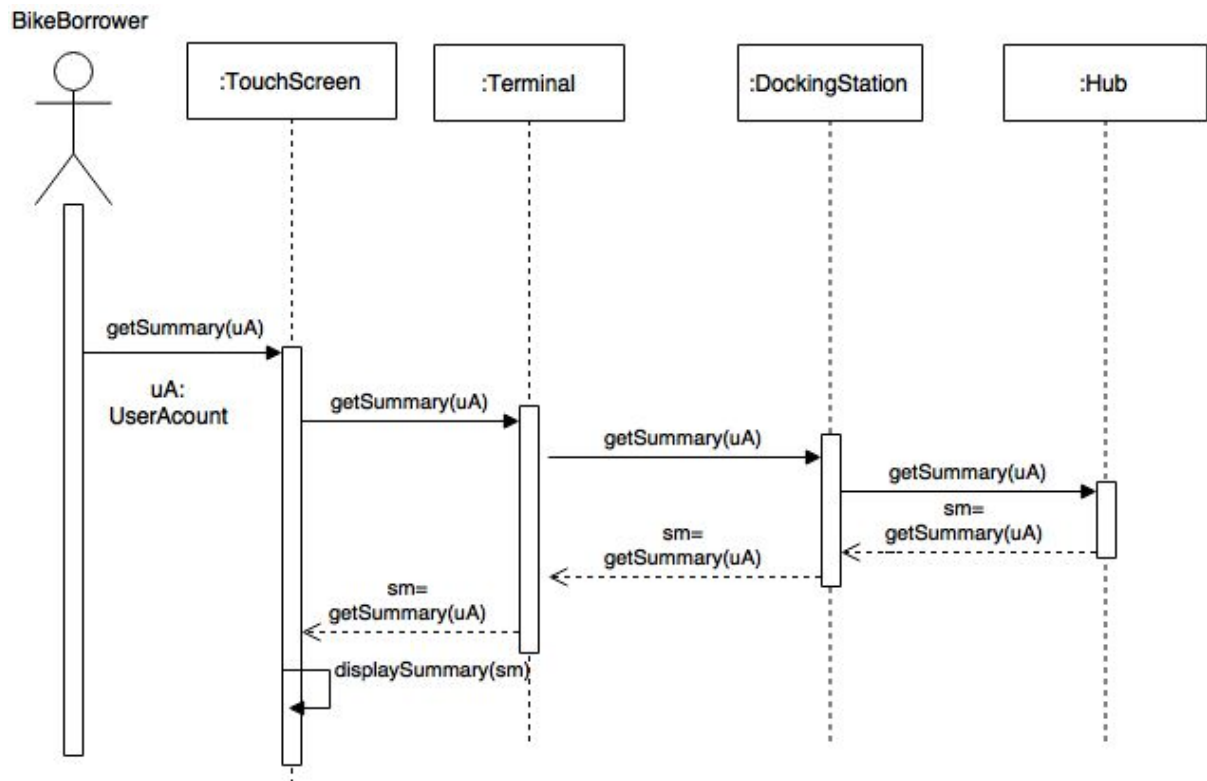 BikeBorrower
:TouchScreen
:Terminal
:DockingStation
:Hub
getSummary(uA)
uA:
UserAcount
getSummary(uA)
getSummary(uA)
getSummary(uA)
sm=
getSummary(uA)
sm=
getSummary(uA)
sm=
getSummary(uA)
displaySummary(sm)